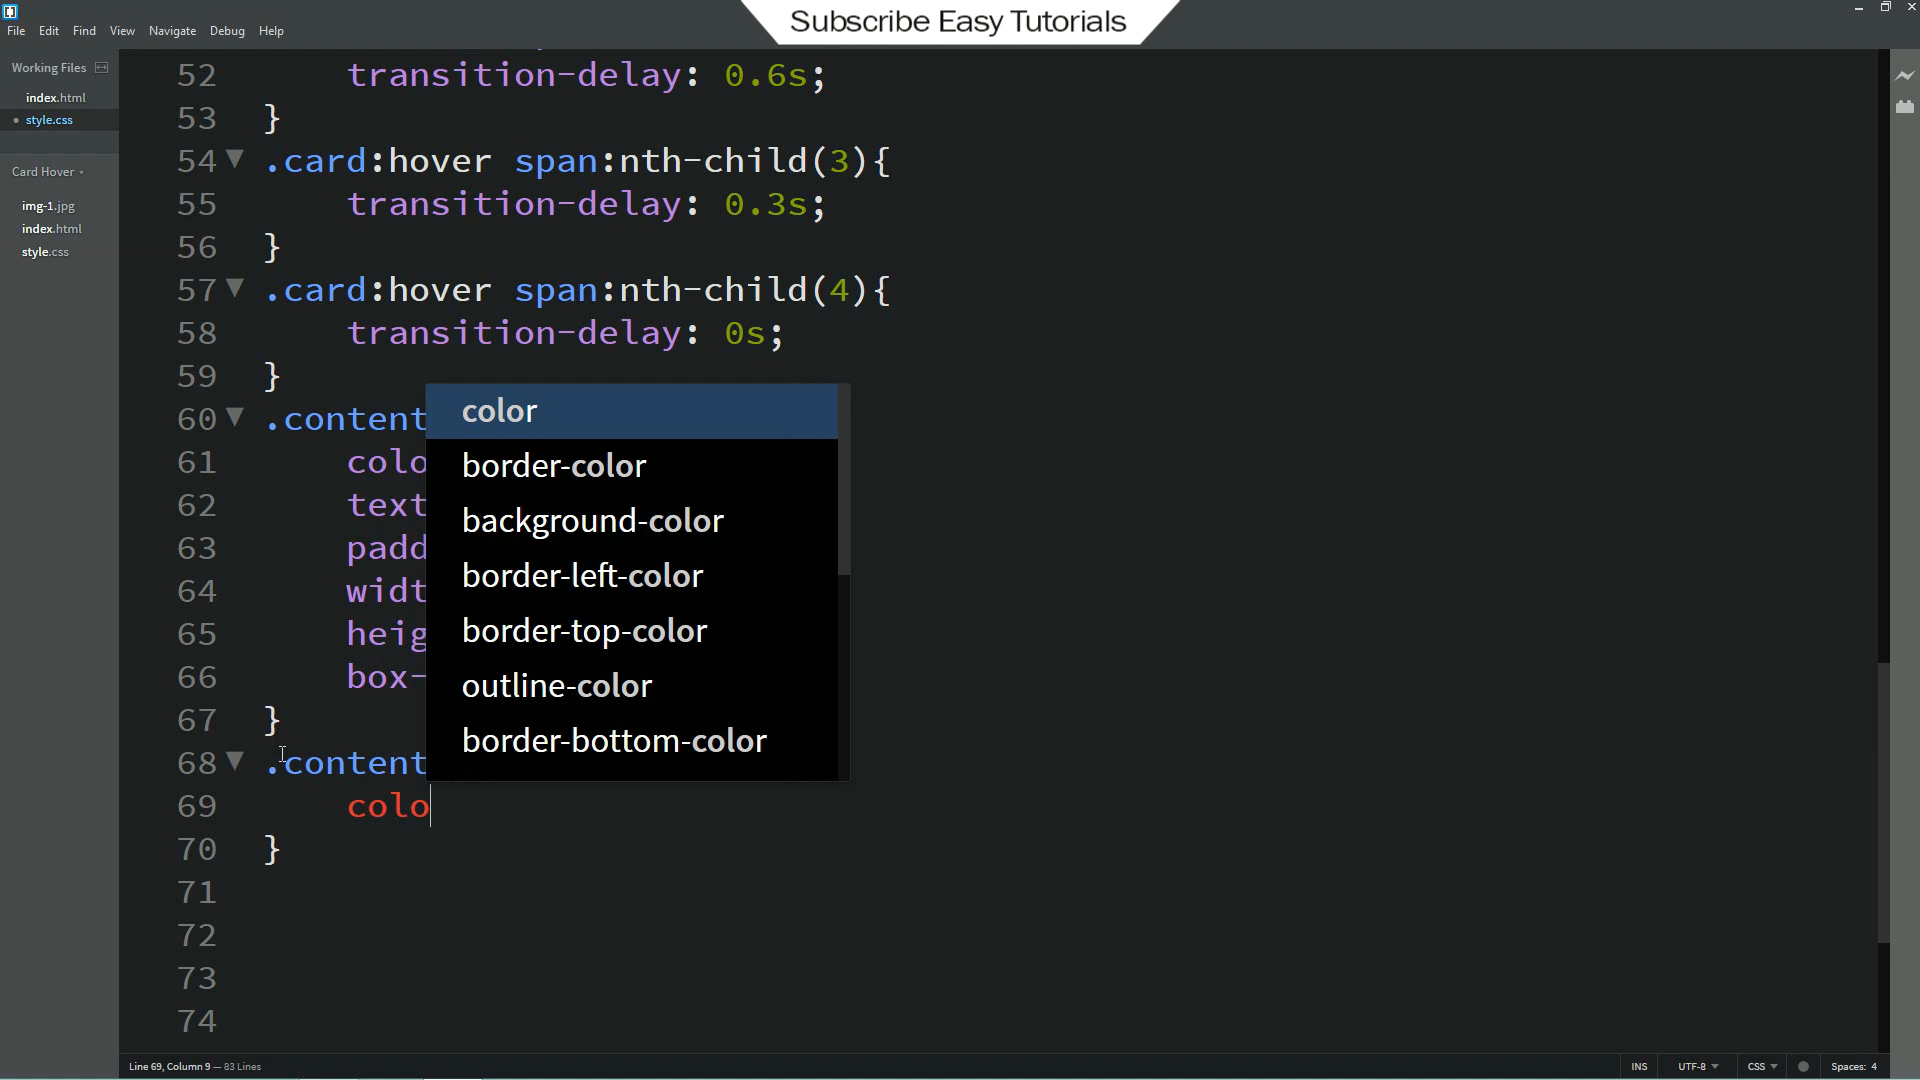 Subscribe Easy Tutorials
File Edit Find View Navigate Debug Help
Working Files
index.html
• style.css
Card Hover
img-1.jpg
index.html
style.css
52 transition-delay: 0.6s;
53 }
54 .card:hover span:nth-child(3){
55 transition-delay: 0.3s;
56 }
57 .card:hover span:nth-child(4){
58 transition-delay: 0s;
59 }
60 .content
61 colo
62 text
63 padd
64 widt
65 heig
66 box-
67 }
68 .content
69 colo
70 }
71
72
73
74
color
border-color
background-color
border-left-color
border-top-color
outline-color
border-bottom-color
Line 69, Column 9 — 83 Lines
INS UTF-8 CSS Spaces: 4